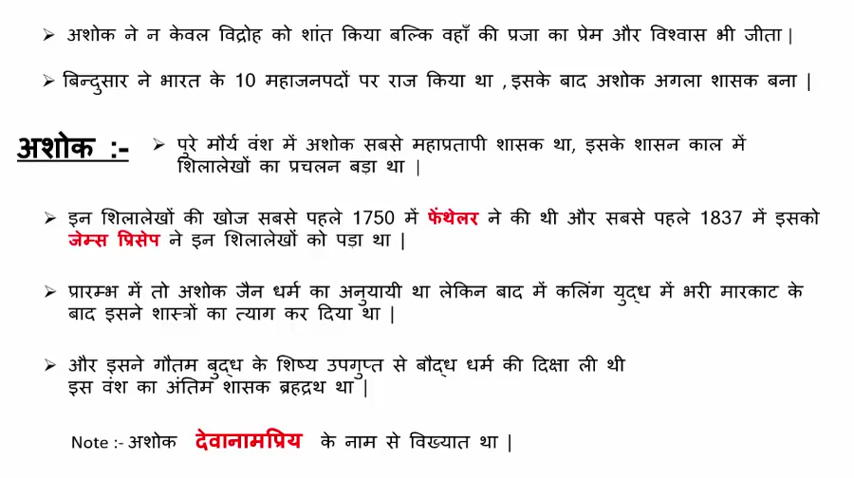 ➢ अशोक ने न केवल विद्रोह को शांत किया बल्कि वहाँ की प्रजा का प्रेम और विश्वास भी जीता |
➢ बिन्दुसार ने भारत के 10 महाजनपदों पर राज किया था ,इसके बाद अशोक अगला शासक बना |
अशोक :- ➢ पुरे मौर्य वंश में अशोक सबसे महाप्रतापी शासक था, इसके शासन काल में
शिलालेखों का प्रचलन बड़ा था |
➢ इन शिलालेखों की खोज सबसे पहले 1750 में फेंथेलर ने की थी और सबसे पहले 1837 में इसको
जेम्स प्रिसेप ने इन शिलालेखों को पड़ा था |
➢ प्रारम्भ में तो अशोक जैन धर्म का अनुयायी था लेकिन बाद में कलिंग युद्ध में भरी मारकाट के
बाद इसने शास्त्रों का त्याग कर दिया था |
➢ और इसने गौतम बुद्ध के शिष्य उपगुप्त से बौद्ध धर्म की दिक्षा ली थी
इस वंश का अंतिम शासक ब्रहद्रथ था |
Note :- अशोक देवानामप्रिय के नाम से विख्यात था |